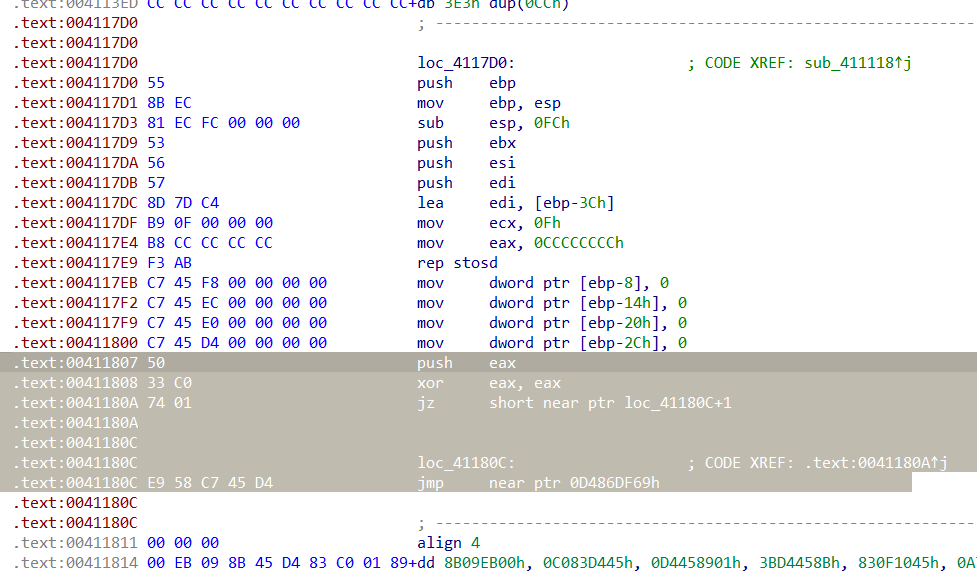 .text:004113ED CC CC CC CC CC CC CC CC CC CC+db 3E3h dup(0CCh)
.text:004117D0 ; ---------------------------------------------------------------
.text:004117D0
.text:004117D0 loc_4117D0: ; CODE XREF: sub_411118↑j
.text:004117D0 55 push ebp
.text:004117D1 8B EC mov ebp, esp
.text:004117D3 81 EC FC 00 00 00 sub esp, 0FCh
.text:004117D9 53 push ebx
.text:004117DA 56 push esi
.text:004117DB 57 push edi
.text:004117DC 8D 7D C4 lea edi, [ebp-3Ch]
.text:004117DF B9 0F 00 00 00 mov ecx, 0Fh
.text:004117E4 B8 CC CC CC CC mov eax, 0CCCCCCCCh
.text:004117E9 F3 AB rep stosd
.text:004117EB C7 45 F8 00 00 00 00 mov dword ptr [ebp-8], 0
.text:004117F2 C7 45 EC 00 00 00 00 mov dword ptr [ebp-14h], 0
.text:004117F9 C7 45 E0 00 00 00 00 mov dword ptr [ebp-20h], 0
.text:00411800 C7 45 D4 00 00 00 00 mov dword ptr [ebp-2Ch], 0
.text:00411807 50 push eax
.text:00411808 33 C0 xor eax, eax
.text:0041180A 74 01 jz short near ptr loc_41180C+1
.text:0041180A
.text:0041180C
.text:0041180C loc_41180C: ; CODE XREF: .text:0041180A↑j
.text:0041180C E9 58 C7 45 D4 jmp near ptr 0D486DF69h
.text:0041180C
.text:0041180C ; ---------------------------------------------------------------
.text:00411811 00 00 00 align 4
.text:00411814 00 EB 09 8B 45 D4 83 C0 01 89+dd 8B09EB00h, 0C083D445h, 0D4458901h, 3BD4458Bh, 830F1045h,